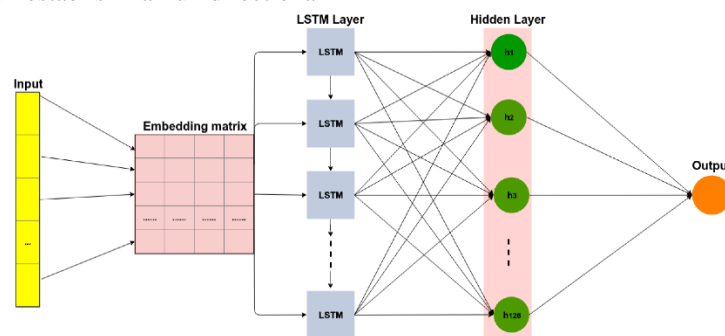 LSTM Layer
Hidden Layer
Input
Embedding matrix
Output
...
...... ...... ...... ......
LSTM
LSTM
LSTM
LSTM
h1
h2
h3
h128